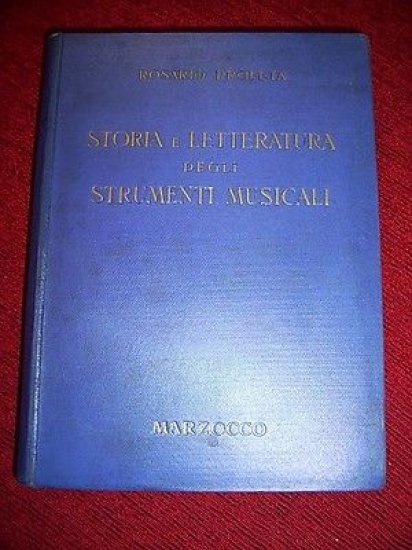 ROSARIO PROFETA
STORIA E LETTERATURA
DEGLI
STRUMENTI MUSICALI
MARZOCCO